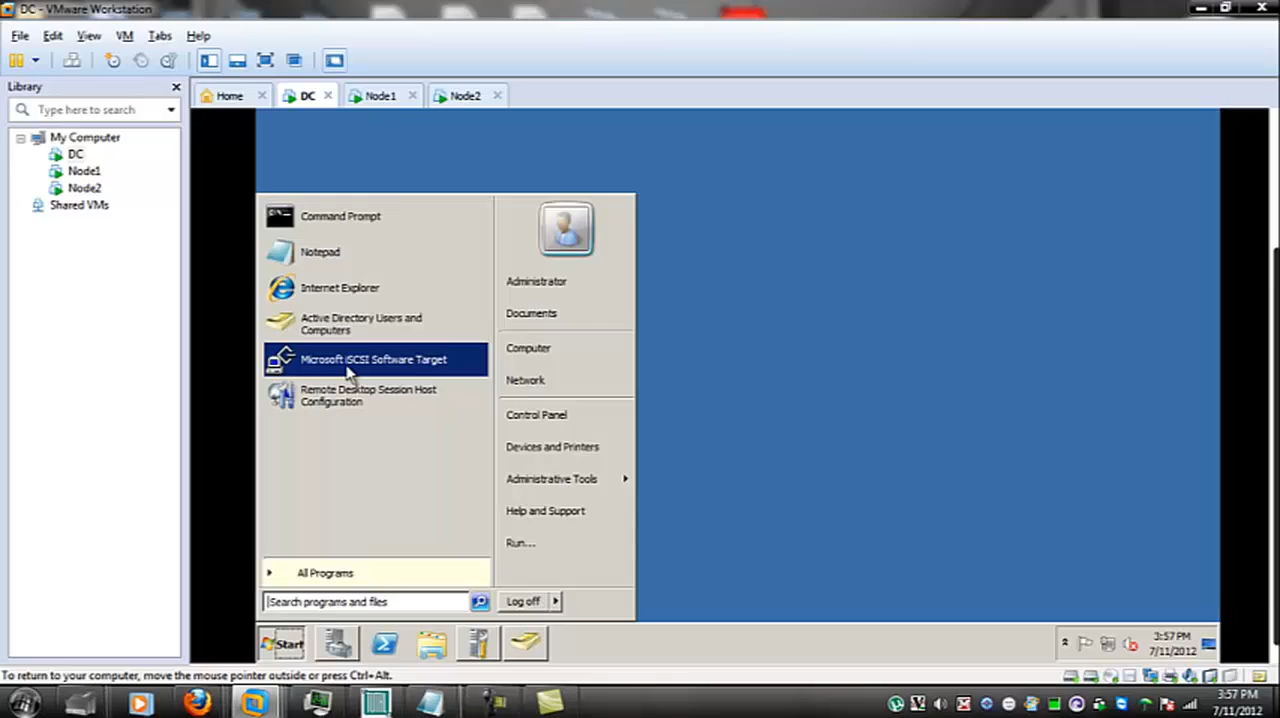 DC - VMware Workstation
File Edit View VM Tabs Help
Library
Type here to search
My Computer
DC
Node1
Node2
Shared VMs
Home
DC
Node1
Node2
Command Prompt
Notepad
Internet Explorer
Active Directory Users and
Computers
Microsoft iSCSI Software Target
Remote Desktop Session Host
Configuration
All Programs
Search programs and files
Administrator
Documents
Computer
Network
Control Panel
Devices and Printers
Administrative Tools
Help and Support
Run...
Log off
Start
3:57 PM
7/11/2012
To return to your computer, move the mouse pointer outside or press Ctrl+Alt.
3:57 PM
7/11/2012